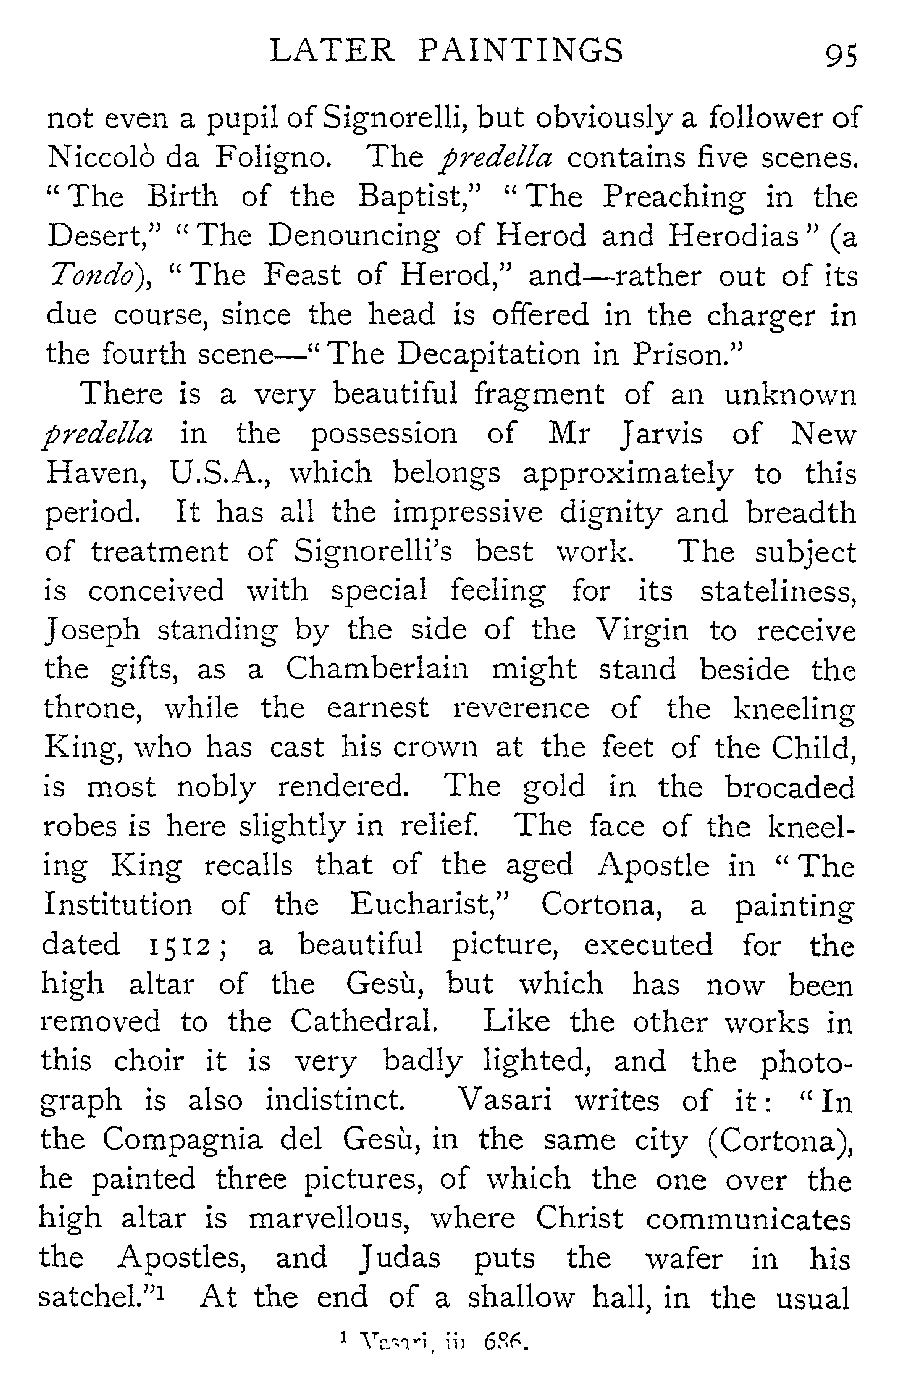 LATER PAINTINGS 95
not even a pupil of Signorelli, but obviously a follower of
Niccolò da Foligno. The predella contains five scenes.
“The Birth of the Baptist,” “The Preaching in the
Desert,” “The Denouncing of Herod and Herodias” (a
Tondo), “The Feast of Herod,” and—rather out of its
due course, since the head is offered in the charger in
the fourth scene—“The Decapitation in Prison.”
There is a very beautiful fragment of an unknown
predella in the possession of Mr Jarvis of New
Haven, U.S.A., which belongs approximately to this
period. It has all the impressive dignity and breadth
of treatment of Signorelli’s best work. The subject
is conceived with special feeling for its stateliness,
Joseph standing by the side of the Virgin to receive
the gifts, as a Chamberlain might stand beside the
throne, while the earnest reverence of the kneeling
King, who has cast his crown at the feet of the Child,
is most nobly rendered. The gold in the brocaded
robes is here slightly in relief. The face of the kneel-
ing King recalls that of the aged Apostle in “The
Institution of the Eucharist,” Cortona, a painting
dated 1512; a beautiful picture, executed for the
high altar of the Gesù, but which has now been
removed to the Cathedral. Like the other works in
this choir it is very badly lighted, and the photo-
graph is also indistinct. Vasari writes of it: “In
the Compagnia del Gesù, in the same city (Cortona),
he painted three pictures, of which the one over the
high altar is marvellous, where Christ communicates
the Apostles, and Judas puts the wafer in his
satchel.”¹ At the end of a shallow hall, in the usual
¹ Vasari, iii 686.